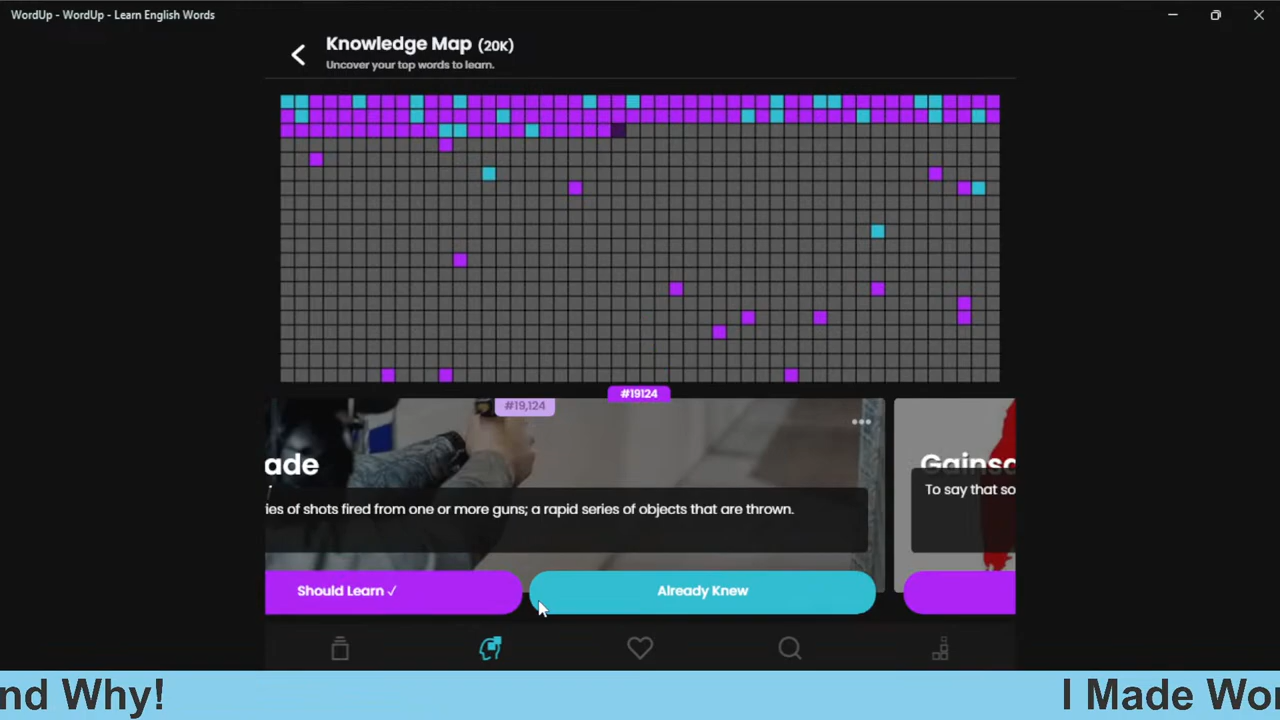 WordUp - WordUp - Learn English Words
Knowledge Map (20K)
Uncover your top words to learn.
#19124
#19,124
ade
Gainsa
ies of shots fired from one or more guns; a rapid series of objects that are thrown.
To say that so
Should Learn ✓
Already Knew
nd Why!
I Made Wor